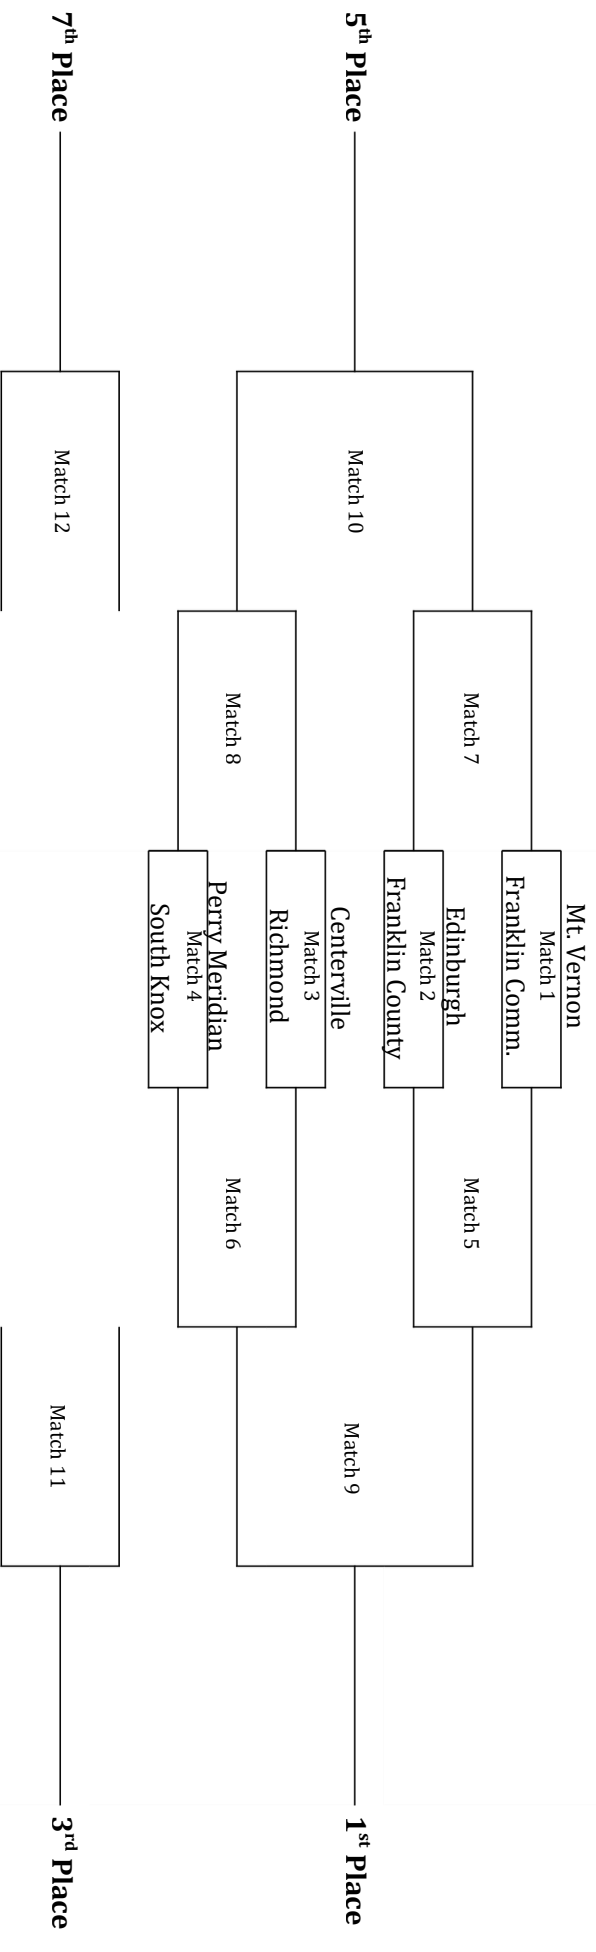 Mt. Vernon
Match 1
Franklin Comm.
Edinburgh
Match 2
Franklin County
Centerville
Match 3
Richmond
Perry Meridian
Match 4
South Knox
Match 7
Match 5
Match 8
Match 6
5th Place
Match 10
Match 9
1st Place
7th Place
Match 12
Match 11
3rd Place